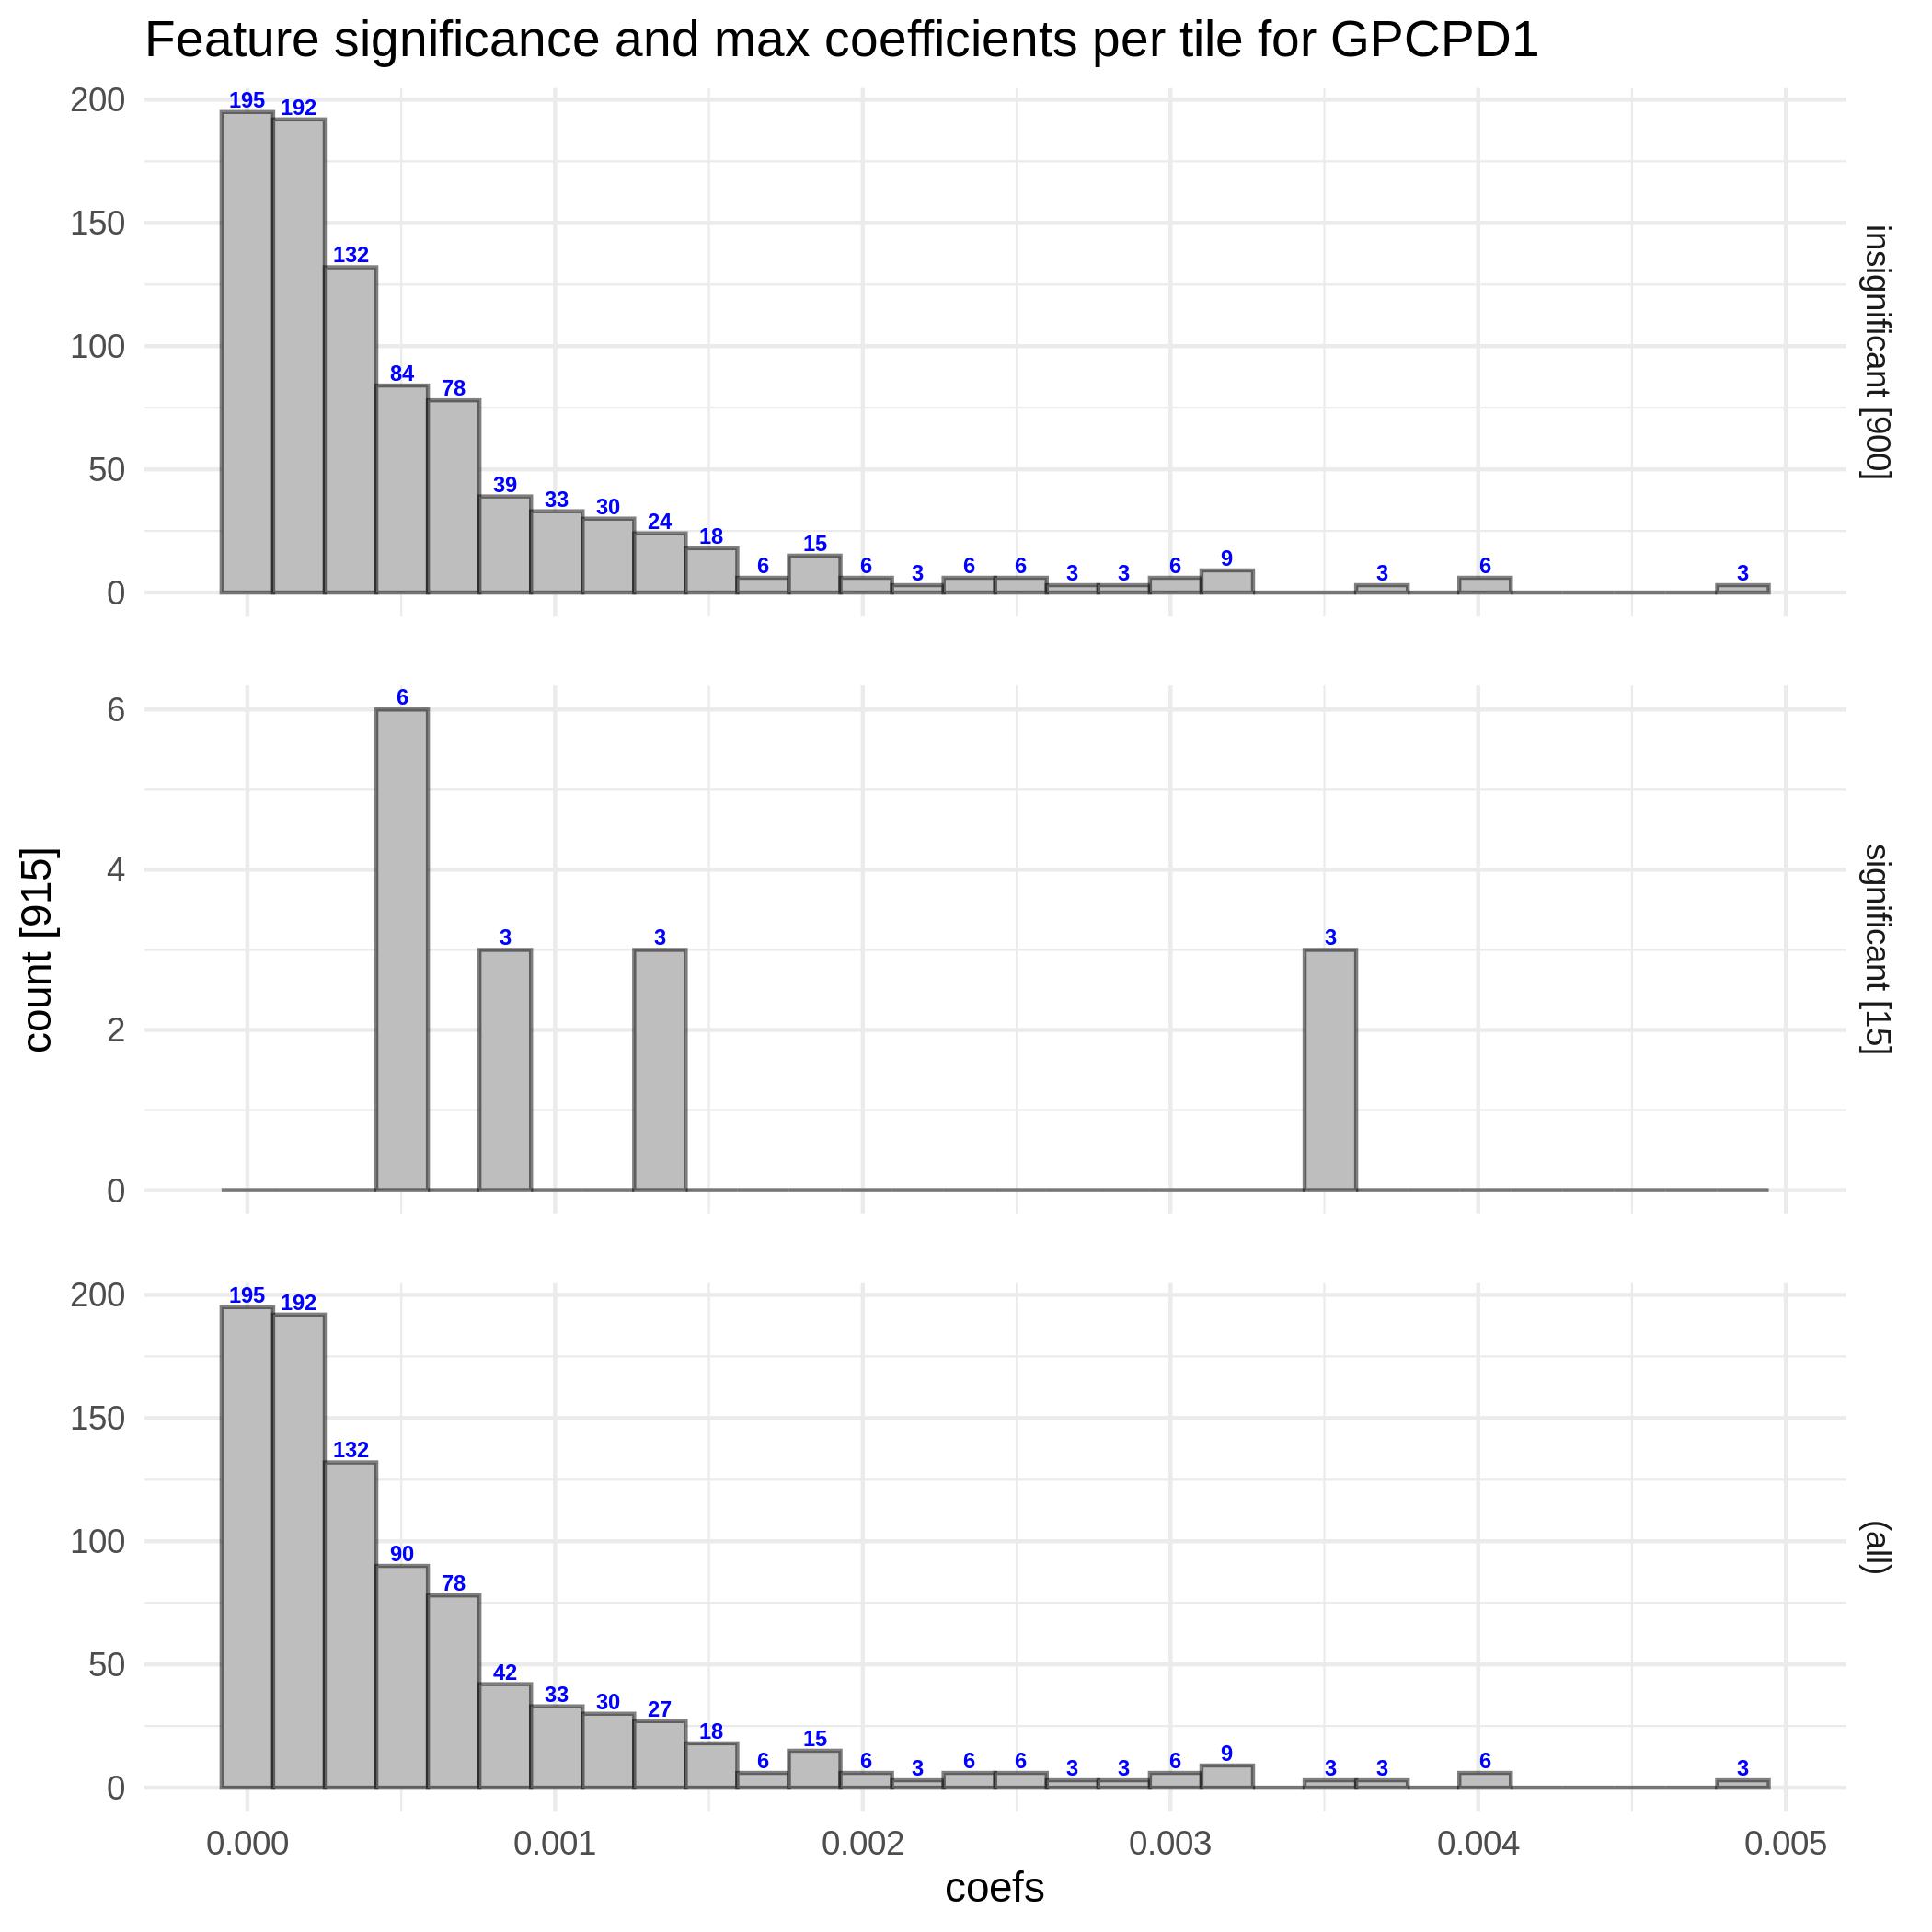 Feature significance and max coefficients per tile for GPCPD1
200
150
100
50
0
195 192 132 84 78 39 33 30 24 18 6 15 6 3 6 6 3 3 6 9 3 6 3
insignificant [900]
6
4
2
0
6 3 3 3
significant [15]
count [915]
200
150
100
50
0
195 192 132 90 78 42 33 30 27 18 6 15 6 3 6 6 3 3 6 9 3 3 6 3
(all)
0.000 0.001 0.002 0.003 0.004 0.005
coefs